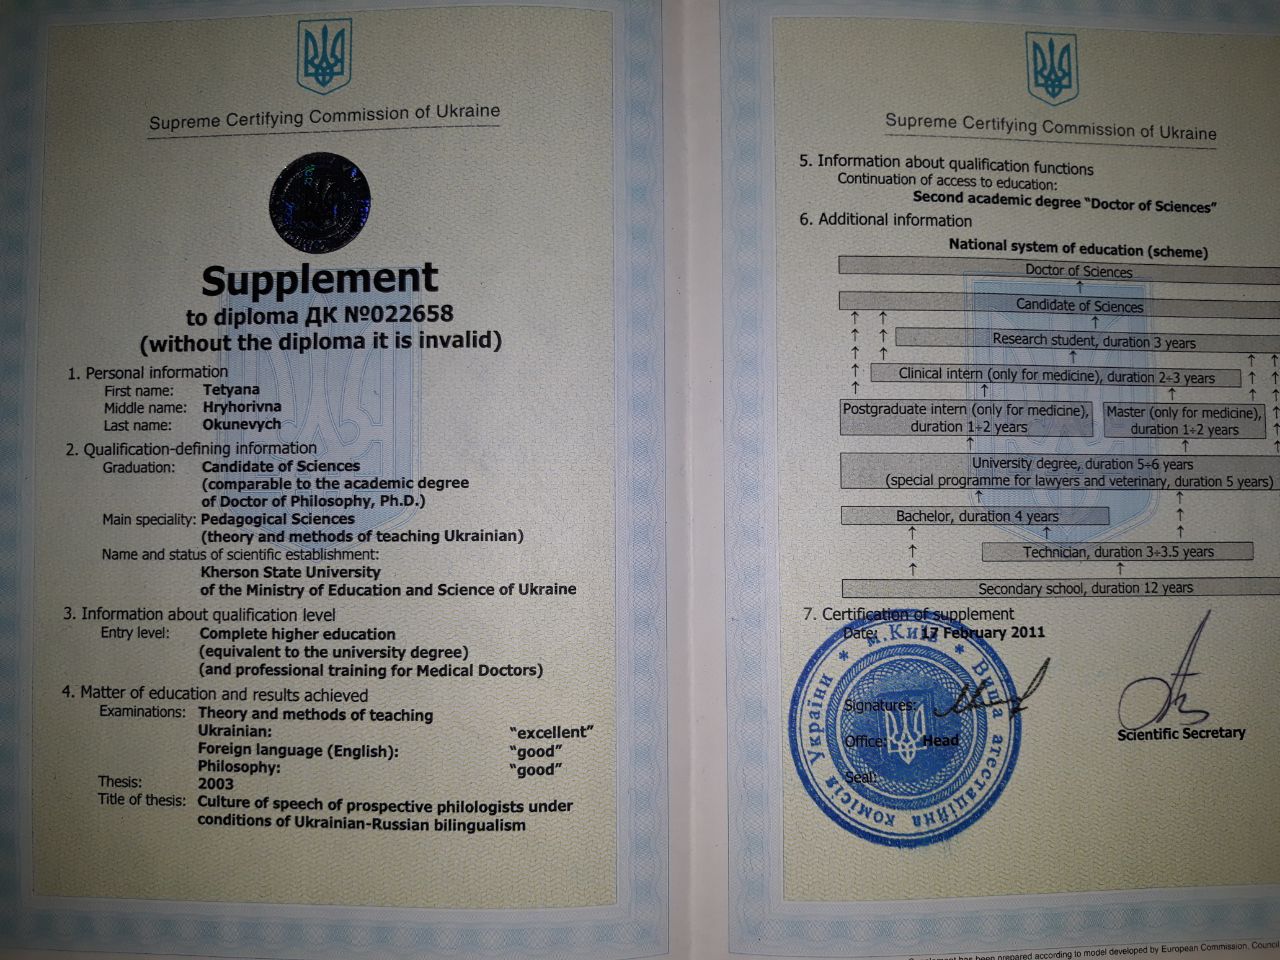 Supreme Certifying Commission of Ukraine
Supplement
to diploma ДК №022658
(without the diploma it is invalid)
1. Personal information
First name: Tetyana
Middle name: Hryhorivna
Last name: Okunevych
2. Qualification-defining information
Graduation: Candidate of Sciences
(comparable to the academic degree
of Doctor of Philosophy, Ph.D.)
Main speciality: Pedagogical Sciences
(theory and methods of teaching Ukrainian)
Name and status of scientific establishment:
Kherson State University
of the Ministry of Education and Science of Ukraine
3. Information about qualification level
Entry level: Complete higher education
(equivalent to the university degree)
(and professional training for Medical Doctors)
4. Matter of education and results achieved
Examinations: Theory and methods of teaching
Ukrainian: “excellent”
Foreign language (English): “good”
Philosophy: “good”
Thesis: 2003
Title of thesis: Culture of speech of prospective philologists under
conditions of Ukrainian-Russian bilingualism
Supreme Certifying Commission of Ukraine
5. Information about qualification functions
Continuation of access to education:
Second academic degree “Doctor of Sciences”
6. Additional information
National system of education (scheme)
Doctor of Sciences
Candidate of Sciences
Research student, duration 3 years
Clinical intern (only for medicine), duration 2÷3 years
Postgraduate intern (only for medicine),
duration 1÷2 years
Master (only for medicine),
duration 1÷2 years
University degree, duration 5÷6 years
(special programme for lawyers and veterinary, duration 5 years)
Bachelor, duration 4 years
Technician, duration 3÷3.5 years
Secondary school, duration 12 years
7. Certification of supplement
Date: 17 February 2011
Signatures:
Office: Head
Scientific Secretary
Seal:
м. Київ * Вища атестаційна комісія України *
Supplement has been prepared according to model developed by European Commission, Council